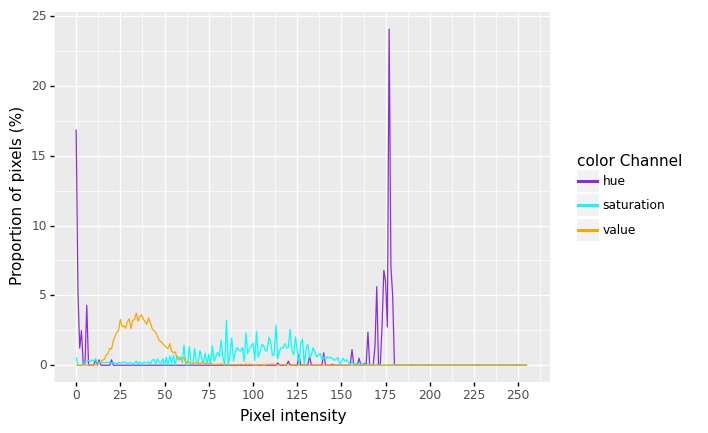 25
20
15
10
5
0
Proportion of pixels (%)
0 25 50 75 100 125 150 175 200 225 250
Pixel intensity
color Channel
hue
saturation
value